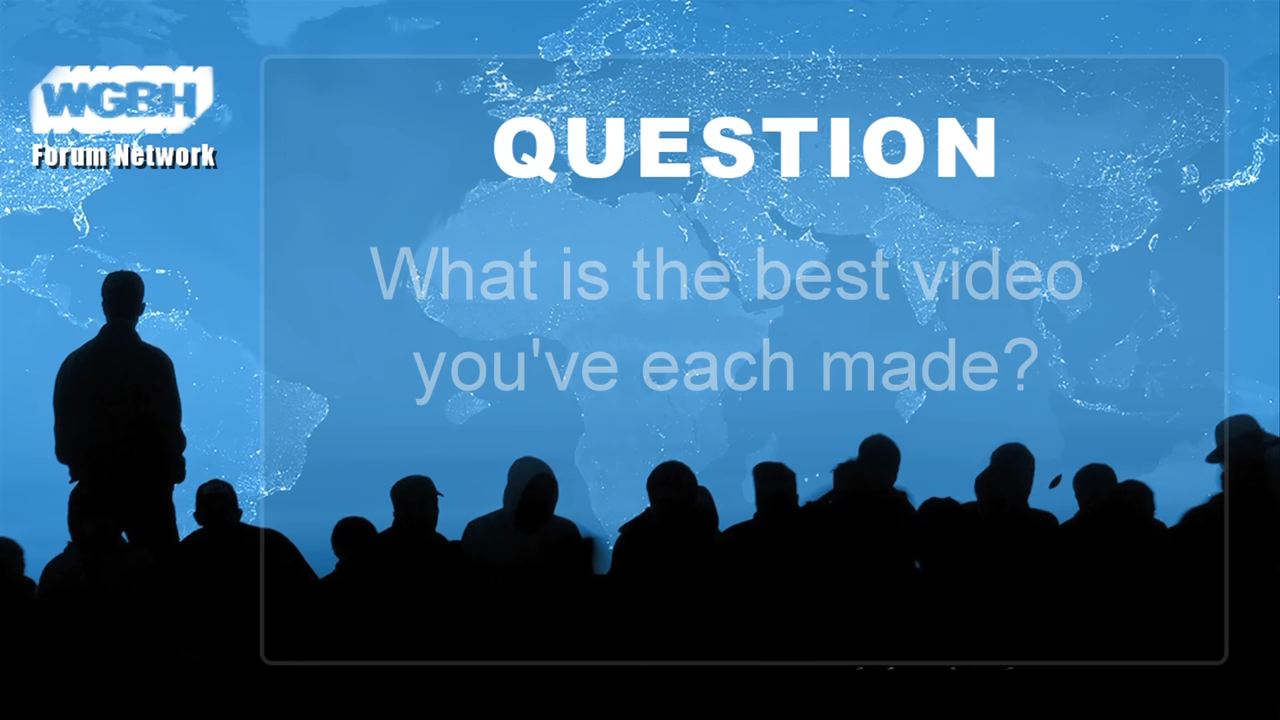 WGBH
Forum Network
QUESTION
What is the best video
you've each made?